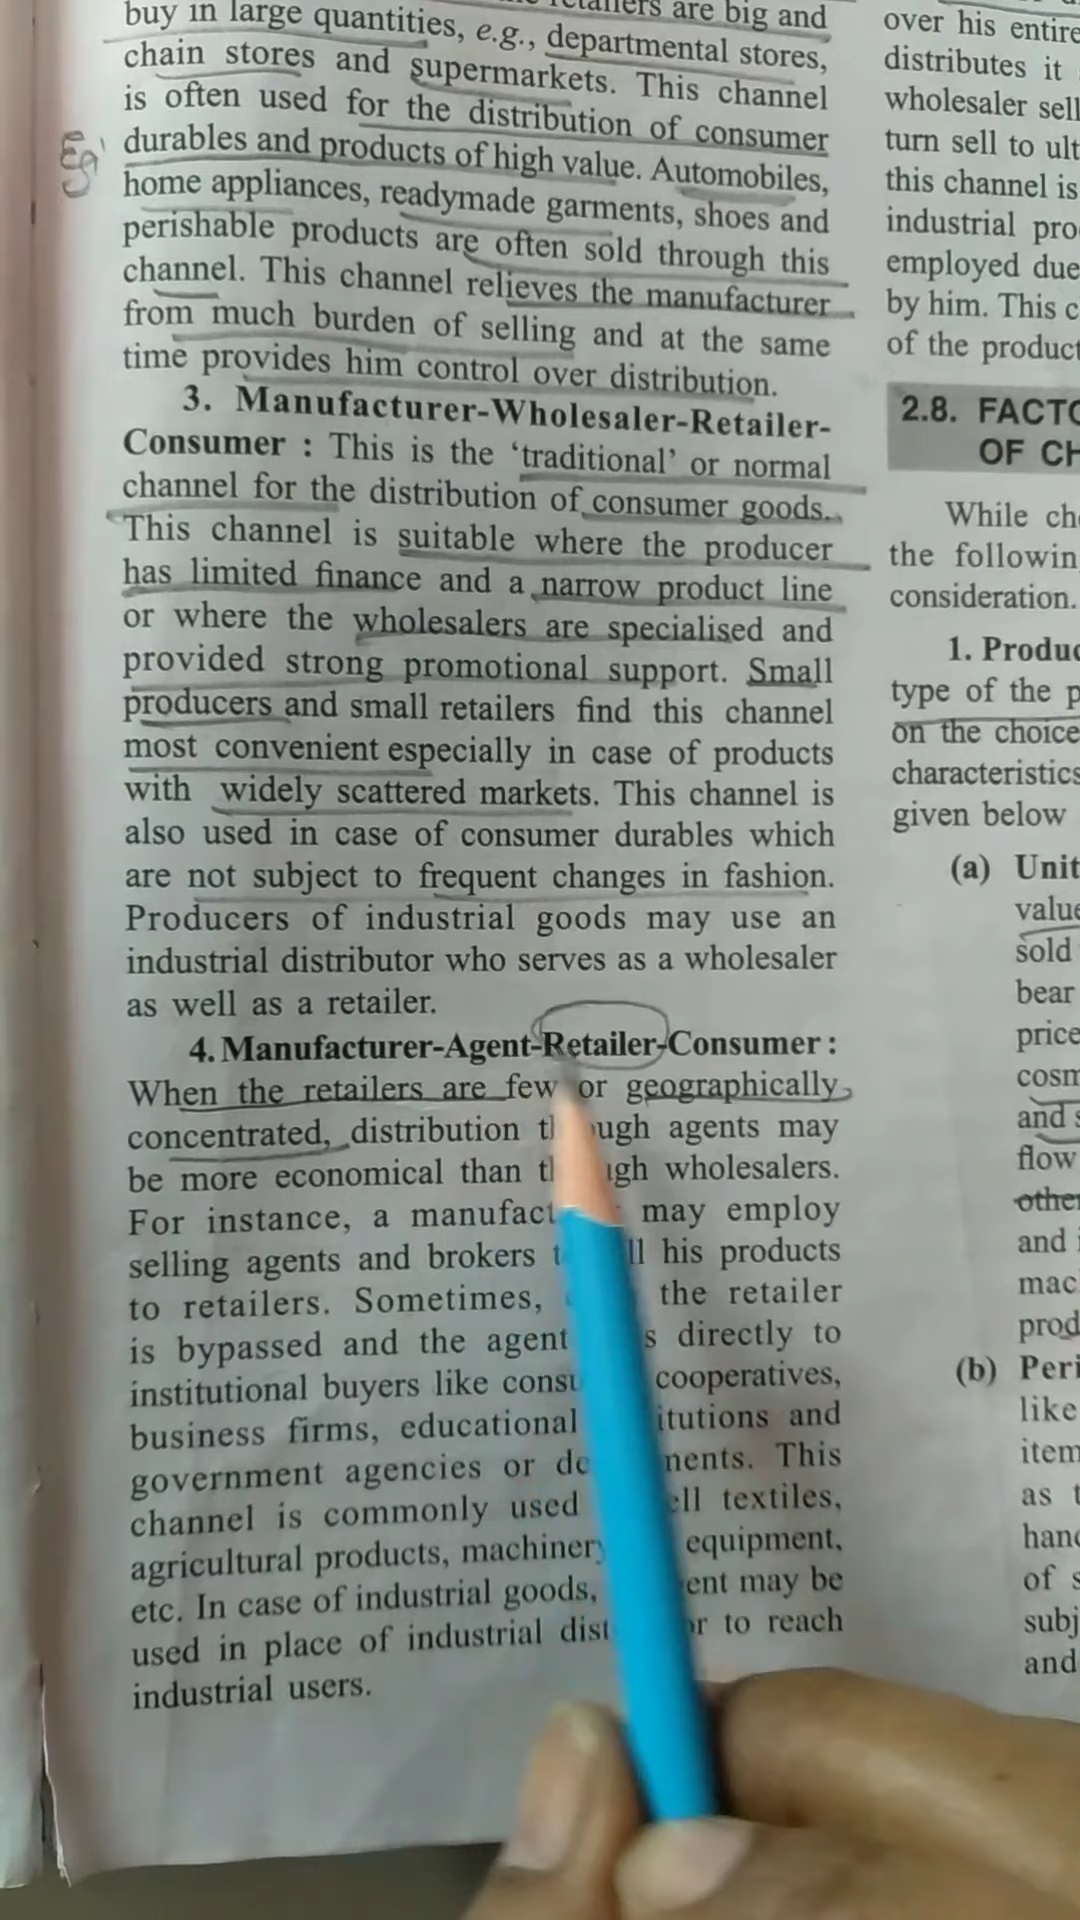 retailers are big and
buy in large quantities, e.g., departmental stores,
chain stores and supermarkets. This channel
is often used for the distribution of consumer
durables and products of high value. Automobiles,
home appliances, readymade garments, shoes and
perishable products are often sold through this
channel. This channel relieves the manufacturer
from much burden of selling and at the same
time provides him control over distribution.
Eg
3. Manufacturer-Wholesaler-Retailer-
Consumer : This is the ‘traditional’ or normal
channel for the distribution of consumer goods.
This channel is suitable where the producer
has limited finance and a narrow product line
or where the wholesalers are specialised and
provided strong promotional support. Small
producers and small retailers find this channel
most convenient especially in case of products
with widely scattered markets. This channel is
also used in case of consumer durables which
are not subject to frequent changes in fashion.
Producers of industrial goods may use an
industrial distributor who serves as a wholesaler
as well as a retailer.
4. Manufacturer-Agent-Retailer-Consumer :
When the retailers are few or geographically
concentrated, distribution ugh agents may
be more economical than gh wholesalers.
For instance, a manufact may employ
selling agents and brokers ll his products
to retailers. Sometimes, the retailer
is bypassed and the agent s directly to
institutional buyers like consu cooperatives,
business firms, educational itutions and
government agencies or de ments. This
channel is commonly used ell textiles,
agricultural products, machinery equipment,
etc. In case of industrial goods, ent may be
used in place of industrial dist or to reach
industrial users.
over his entire
distributes it
wholesaler sell
turn sell to ult
this channel is
industrial pro
employed due
by him. This c
of the product
2.8. FACTO
OF CH
While ch
the followin
consideration.
1. Produc
type of the p
on the choice
characteristics
given below
(a) Unit
value
sold
bear
price
cosm
and s
flow
other
and
mac
prod
(b) Peri
like
item
as t
hand
of s
subj
and